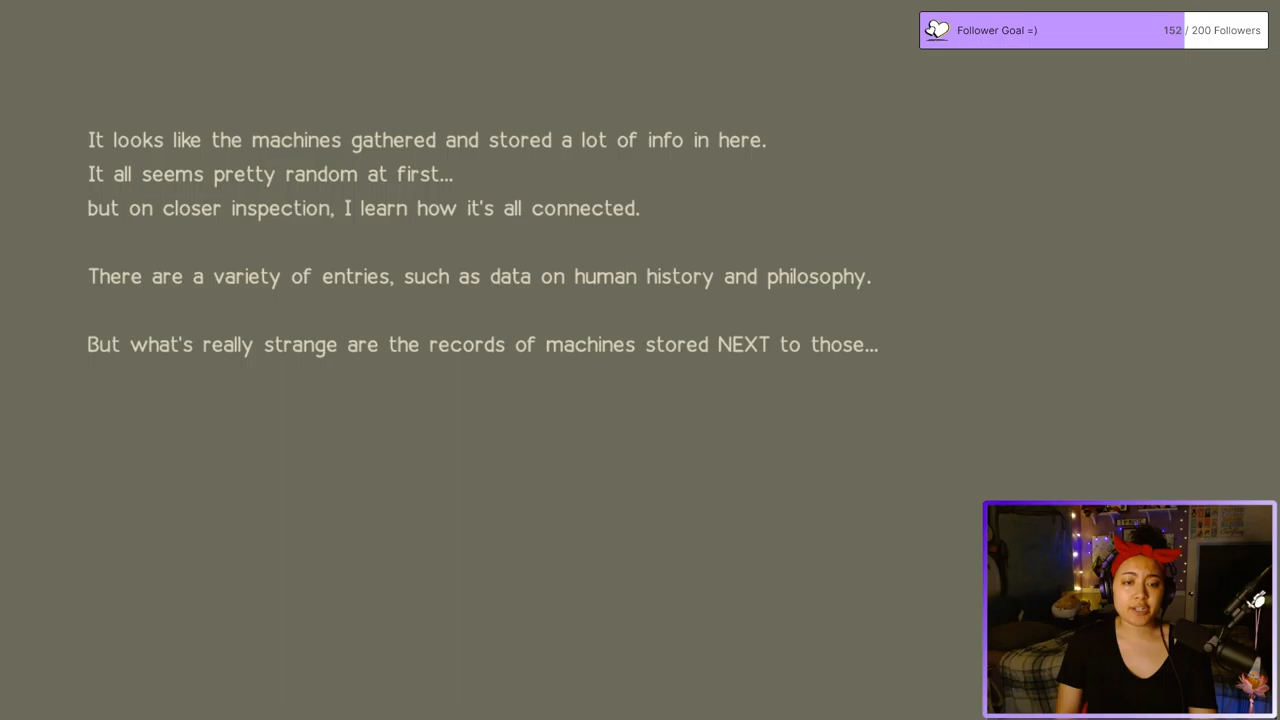 Follower Goal =)
152 / 200 Followers
It looks like the machines gathered and stored a lot of info in here.
It all seems pretty random at first...
but on closer inspection, I learn how it's all connected.
There are a variety of entries, such as data on human history and philosophy.
But what's really strange are the records of machines stored NEXT to those...